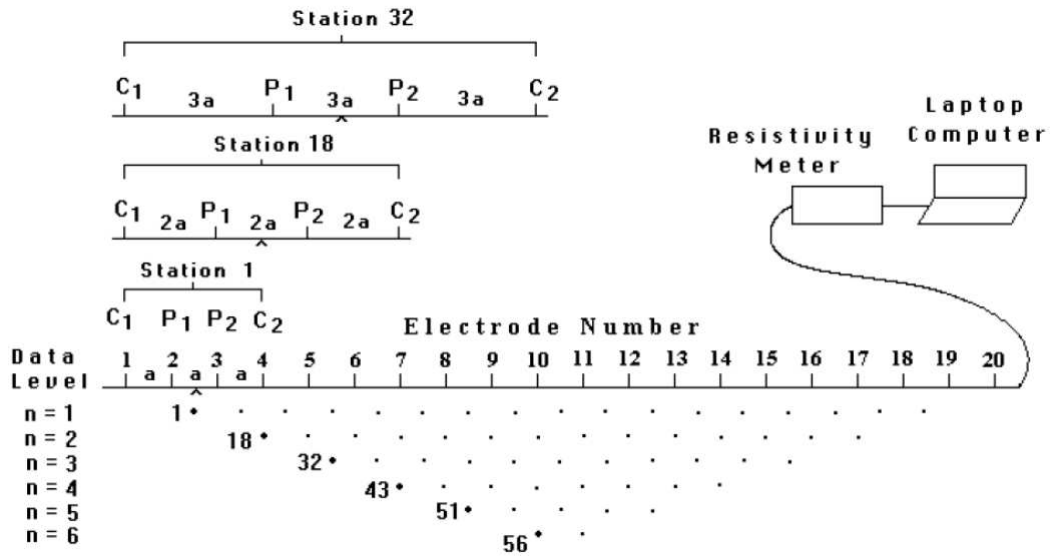 Station 32
C1 3a P1 3a P2 3a C2
Laptop
Computer
Resistivity
Meter
Station 18
C1 2a P1 2a P2 2a C2
Station 1
C1 P1 P2 C2
Electrode Number
Data
Level
1 2 3 4 5 6 7 8 9 10 11 12 13 14 15 16 17 18 19 20
a a a
n = 1 1
n = 2 18
n = 3 32
n = 4 43
n = 5 51
n = 6 56